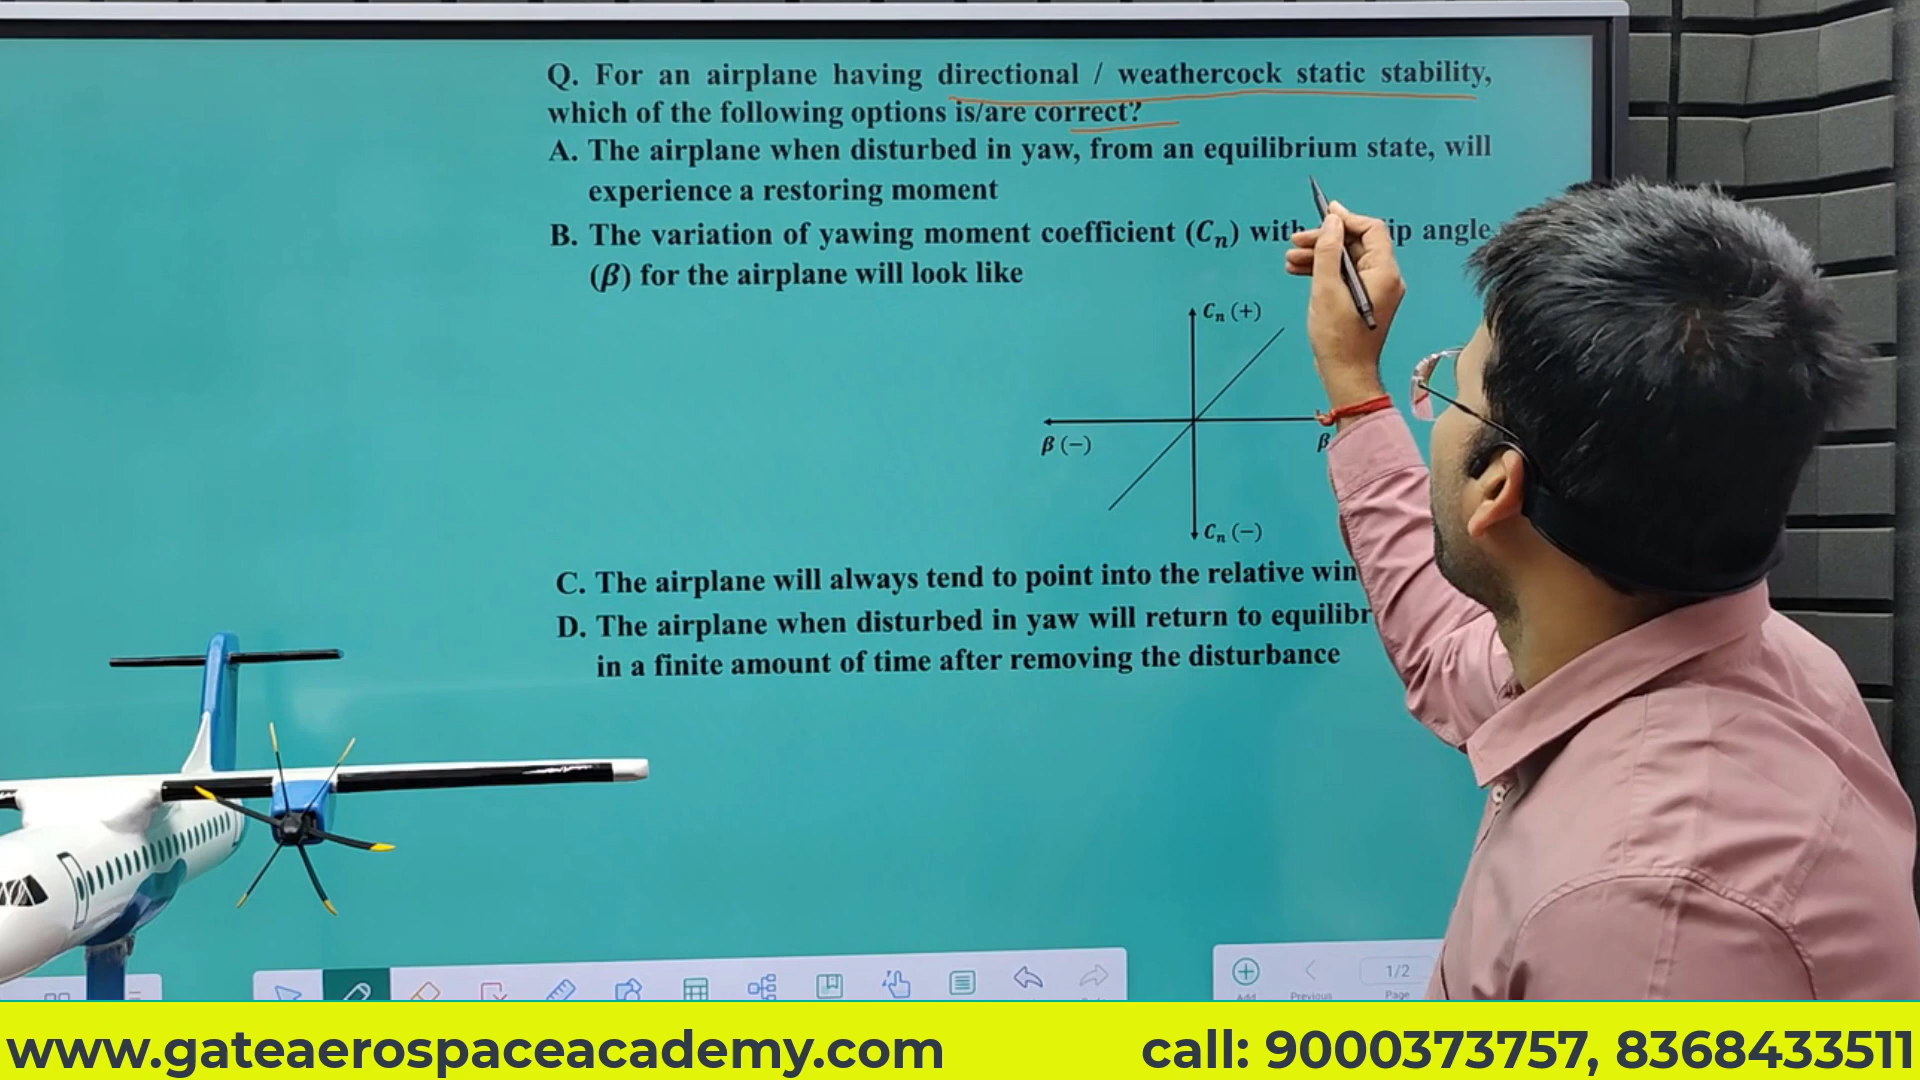 Q. For an airplane having directional / weathercock static stability,
which of the following options is/are correct?
A. The airplane when disturbed in yaw, from an equilibrium state, will
experience a restoring moment
B. The variation of yawing moment coefficient (Cn) with angle
(β) for the airplane will look like
Cn (+)
β (−)
β
Cn (−)
C. The airplane will always tend to point into the relative
D. The airplane when disturbed in yaw will return to
in a finite amount of time after removing the disturbance
1/2
Add
Previous
Page
www.gateaerospaceacademy.com
call: 9000373757, 8368433511